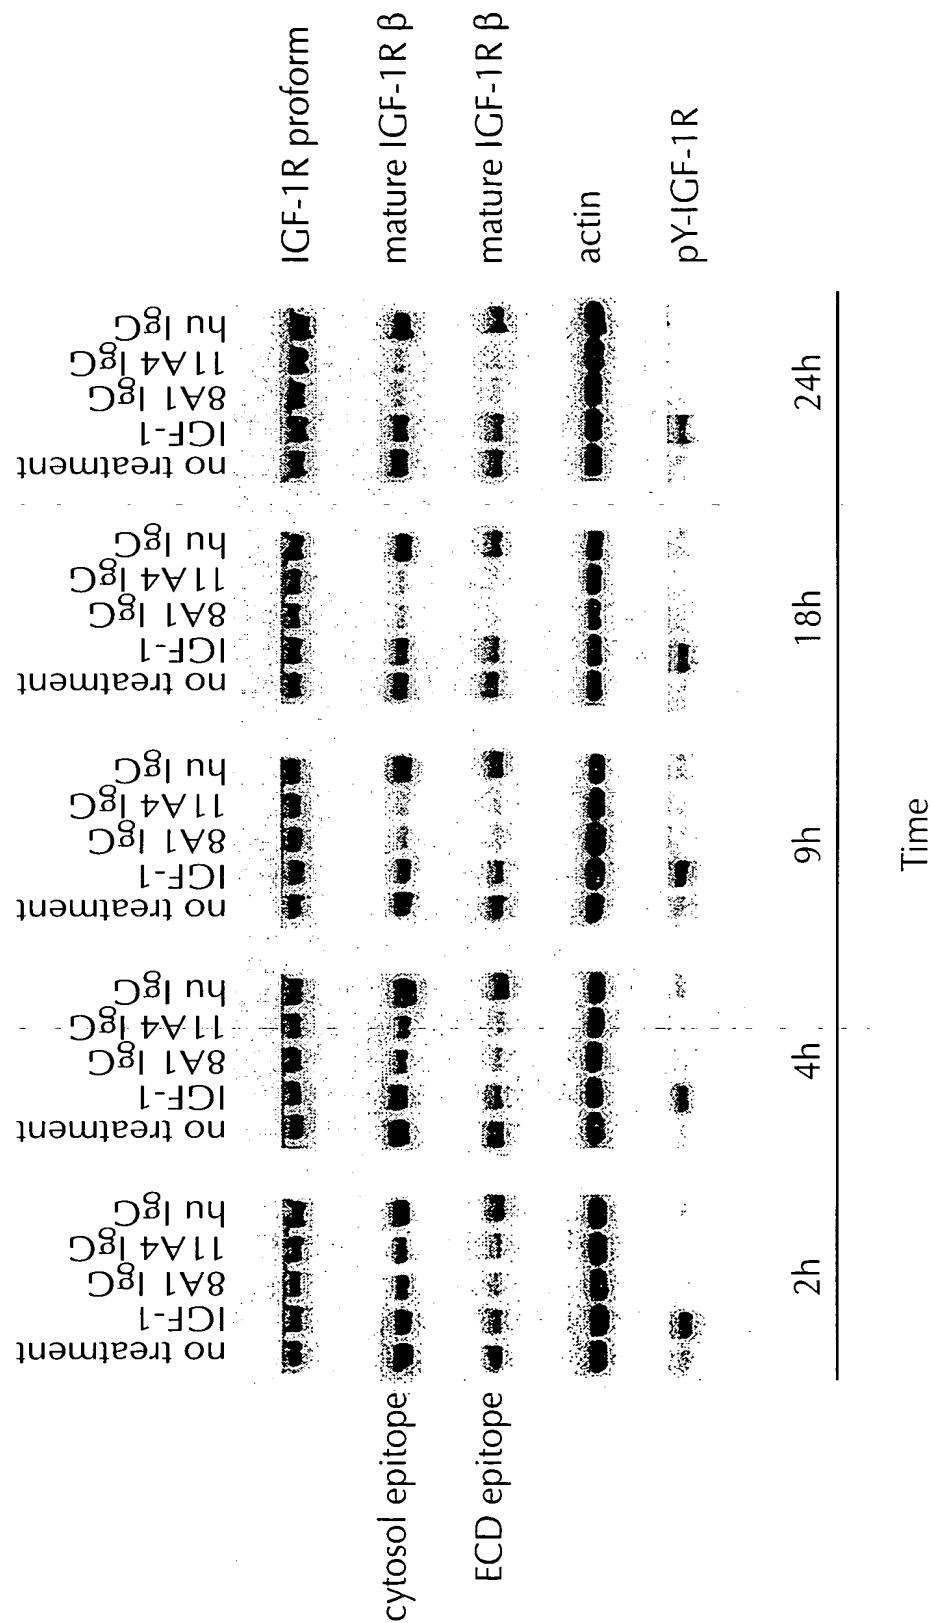 no treatment
IGF-1
8A1 IgG
11A4 IgG
hu IgG
no treatment
IGF-1
8A1 IgG
11A4 IgG
hu IgG
no treatment
IGF-1
8A1 IgG
11A4 IgG
hu IgG
no treatment
IGF-1
8A1 IgG
11A4 IgG
hu IgG
no treatment
IGF-1
8A1 IgG
11A4 IgG
hu IgG
IGF-1R proform
cytosol epitope
mature IGF-1R β
ECD epitope
mature IGF-1R β
actin
pY-IGF-1R
2h
4h
9h
18h
24h
Time